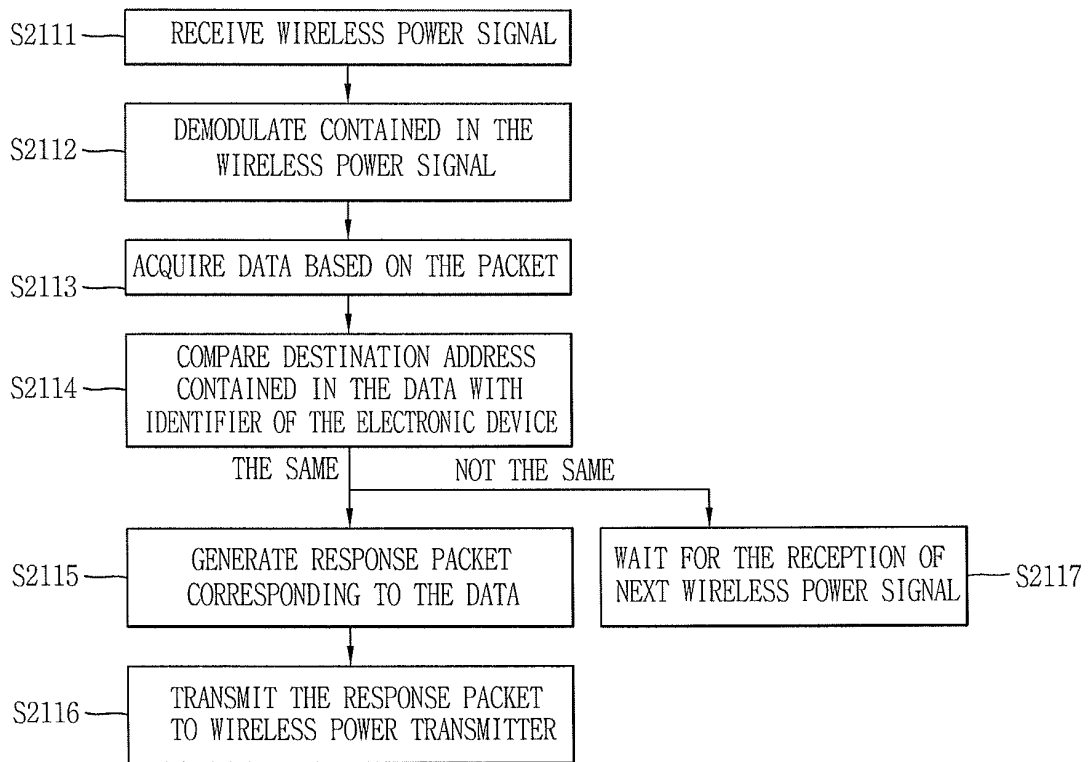 S2111
RECEIVE WIRELESS POWER SIGNAL
S2112
DEMODULATE CONTAINED IN THE
WIRELESS POWER SIGNAL
S2113
ACQUIRE DATA BASED ON THE PACKET
S2114
COMPARE DESTINATION ADDRESS
CONTAINED IN THE DATA WITH
IDENTIFIER OF THE ELECTRONIC DEVICE
THE SAME
NOT THE SAME
S2115
GENERATE RESPONSE PACKET
CORRESPONDING TO THE DATA
WAIT FOR THE RECEPTION OF
NEXT WIRELESS POWER SIGNAL
S2117
S2116
TRANSMIT THE RESPONSE PACKET
TO WIRELESS POWER TRANSMITTER